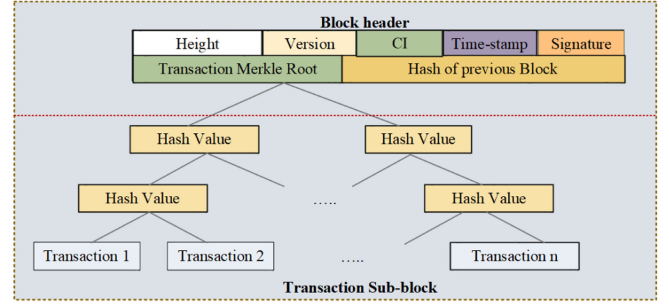 Block header
Height Version CI Time-stamp Signature
Transaction Merkle Root Hash of previous Block
Hash Value Hash Value
Hash Value ..... Hash Value
Transaction 1 Transaction 2 ..... Transaction n
Transaction Sub-block